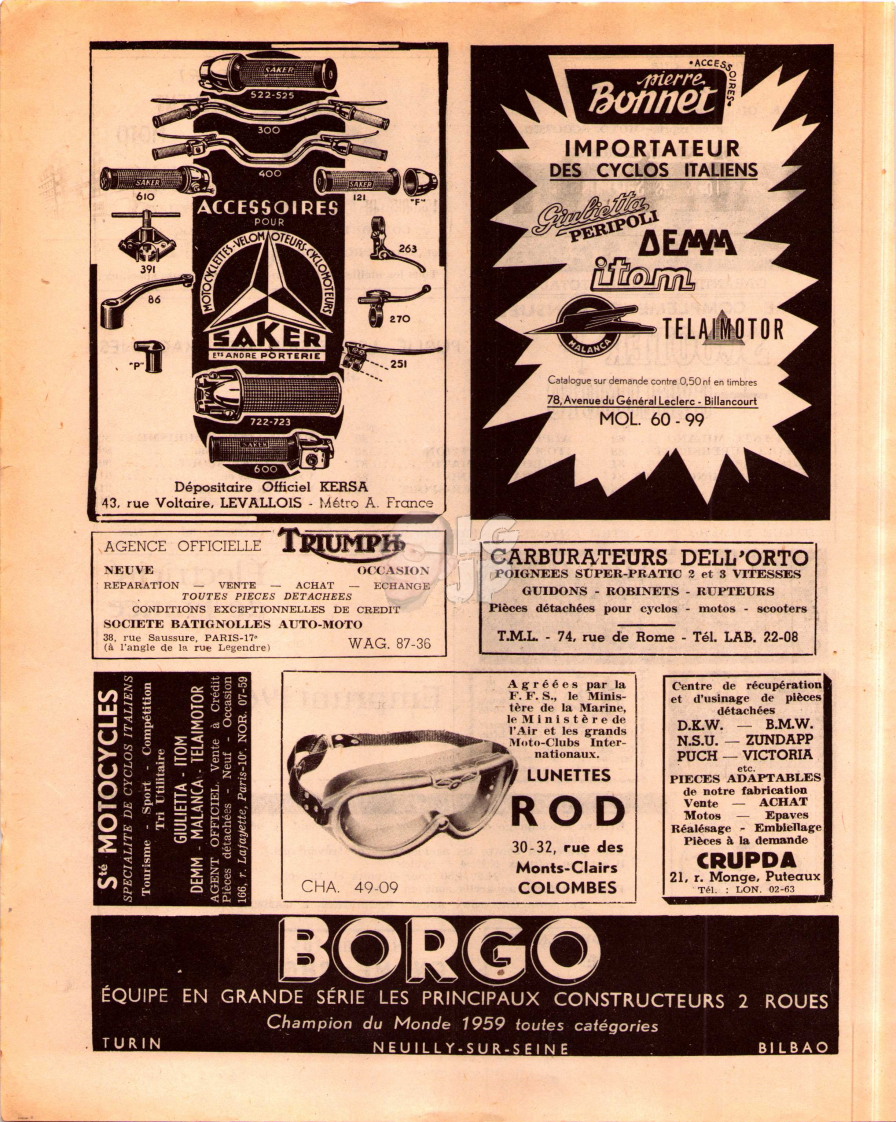 SAKER
522-525
300
400
SAKER
610
SAKER
121
"F"
ACCESSOIRES
POUR
MOTOCYCLETTES-VELOMOTEURS-CYCLOMOTEURS
391
263
86
270
SAKER
ETS ANDRE PORTERIE
"P"
251
722-723
SAKER
600
Dépositaire Officiel KERSA
43, rue Voltaire, LEVALLOIS - Métro A. France
pierre
Bonnet
*ACCESSOIRES*
IMPORTATEUR
DES CYCLOS ITALIENS
Giulietta
PERIPOLI
DEMM
itom
MALANCA
TELAIMOTOR
Catalogue sur demande contre 0,50 nf en timbres
78, Avenue du Général Leclerc - Billancourt
MOL. 60 - 99
AGENCE OFFICIELLE TRIUMPH
NEUVE OCCASION
REPARATION — VENTE — ACHAT — ECHANGE
TOUTES PIECES DETACHEES
CONDITIONS EXCEPTIONNELLES DE CREDIT
SOCIETE BATIGNOLLES AUTO-MOTO
38, rue Saussure, PARIS-17e
(à l'angle de la rue Legendre)
WAG. 87-36
LG
JP
CARBURATEURS DELL'ORTO
POIGNEES SUPER-PRATIC 2 et 3 VITESSES
GUIDONS - ROBINETS - RUPTEURS
Pièces détachées pour cyclos - motos - scooters
T.M.L. - 74, rue de Rome - Tél. LAB. 22-08
Sté MOTOCYCLES
SPECIALITE DE CYCLOS ITALIENS
Tourisme - Sport - Compétition
Tri Utilitaire
GIULIETTA - ITOM
DEMM - MALANCA - TELAIMOTOR
AGENT OFFICIEL. Vente à Crédit
Pièces détachées - Neuf - Occasion
166, r. Lafayette, Paris-10e. NOR. 07-59
Agréées par la
F. F. S., le Minis-
tère de la Marine,
le Ministère de
l'Air et les grands
Moto-Clubs Inter-
nationaux.
LUNETTES
ROD
30-32, rue des
Monts-Clairs
COLOMBES
CHA. 49-09
Centre de récupération
et d'usinage de pièces
détachées
D.K.W. — B.M.W.
N.S.U. — ZUNDAPP
PUCH — VICTORIA
etc.
PIECES ADAPTABLES
de notre fabrication
Vente — ACHAT
Motos — Epaves
Réalésage - Embiellage
Pièces à la demande
CRUPDA
21, r. Monge, Puteaux
Tél. : LON. 02-63
BORGO
ÉQUIPE EN GRANDE SÉRIE LES PRINCIPAUX CONSTRUCTEURS 2 ROUES
Champion du Monde 1959 toutes catégories
TURIN NEUILLY-SUR-SEINE BILBAO